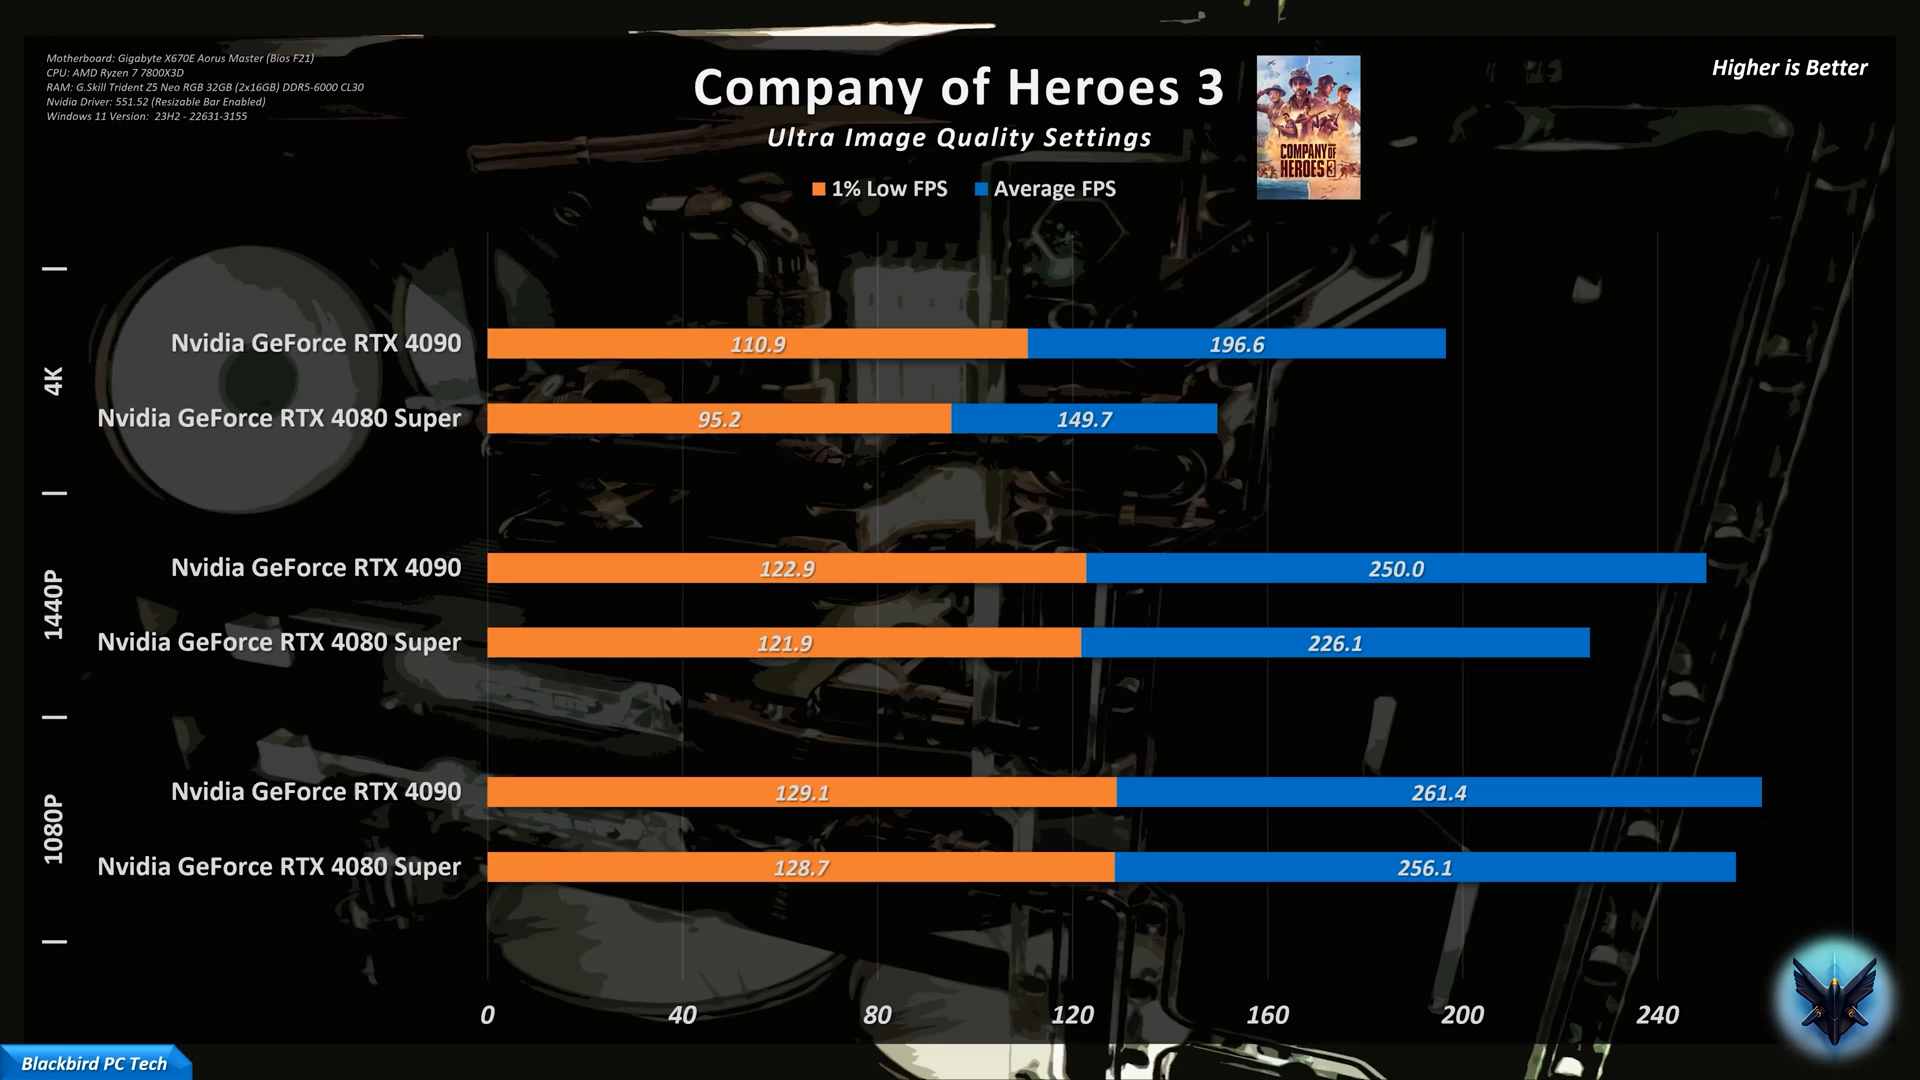 Motherboard: Gigabyte X670E Aorus Master (Bios F21)
CPU: AMD Ryzen 7 7800X3D
RAM: G.Skill Trident Z5 Neo RGB 32GB (2x16GB) DDR5-6000 CL30
Nvidia Driver: 551.52 (Resizable Bar Enabled)
Windows 11 Version: 23H2 - 22631-3155
Company of Heroes 3
Ultra Image Quality Settings
1% Low FPS Average FPS
COMPANY OF
HEROES 3
Higher is Better
4K
Nvidia GeForce RTX 4090 110.9 196.6
Nvidia GeForce RTX 4080 Super 95.2 149.7
1440P
Nvidia GeForce RTX 4090 122.9 250.0
Nvidia GeForce RTX 4080 Super 121.9 226.1
1080P
Nvidia GeForce RTX 4090 129.1 261.4
Nvidia GeForce RTX 4080 Super 128.7 256.1
0 40 80 120 160 200 240
Blackbird PC Tech